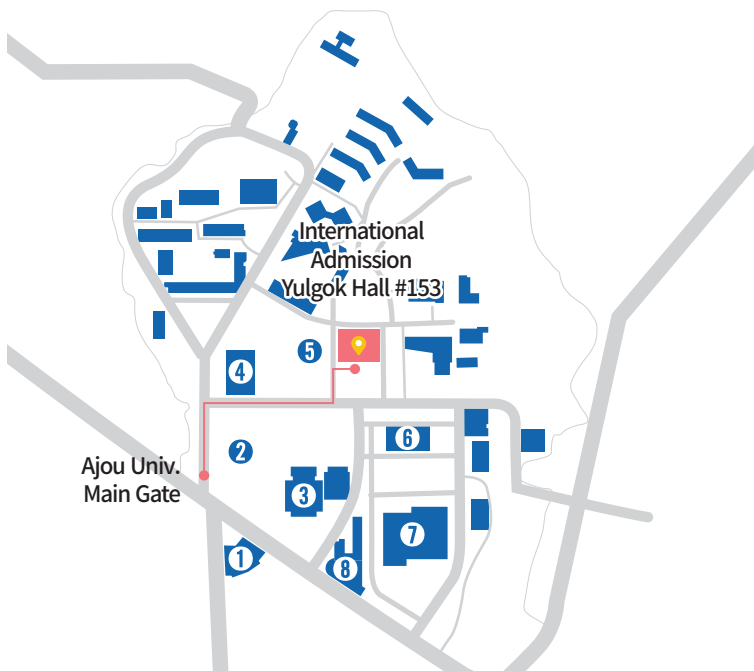 International
Admission
Yulgok Hall #153
5
4
6
2
Ajou Univ.
Main Gate
3
7
1
8